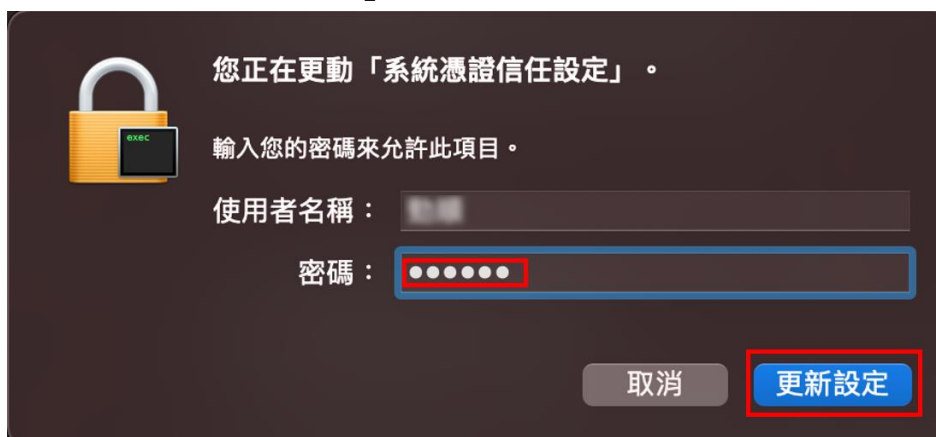 您正在更動「系統憑證信任設定」。
exec
輸入您的密碼來允許此項目。
使用者名稱：
密碼： ●●●●●●
取消 更新設定